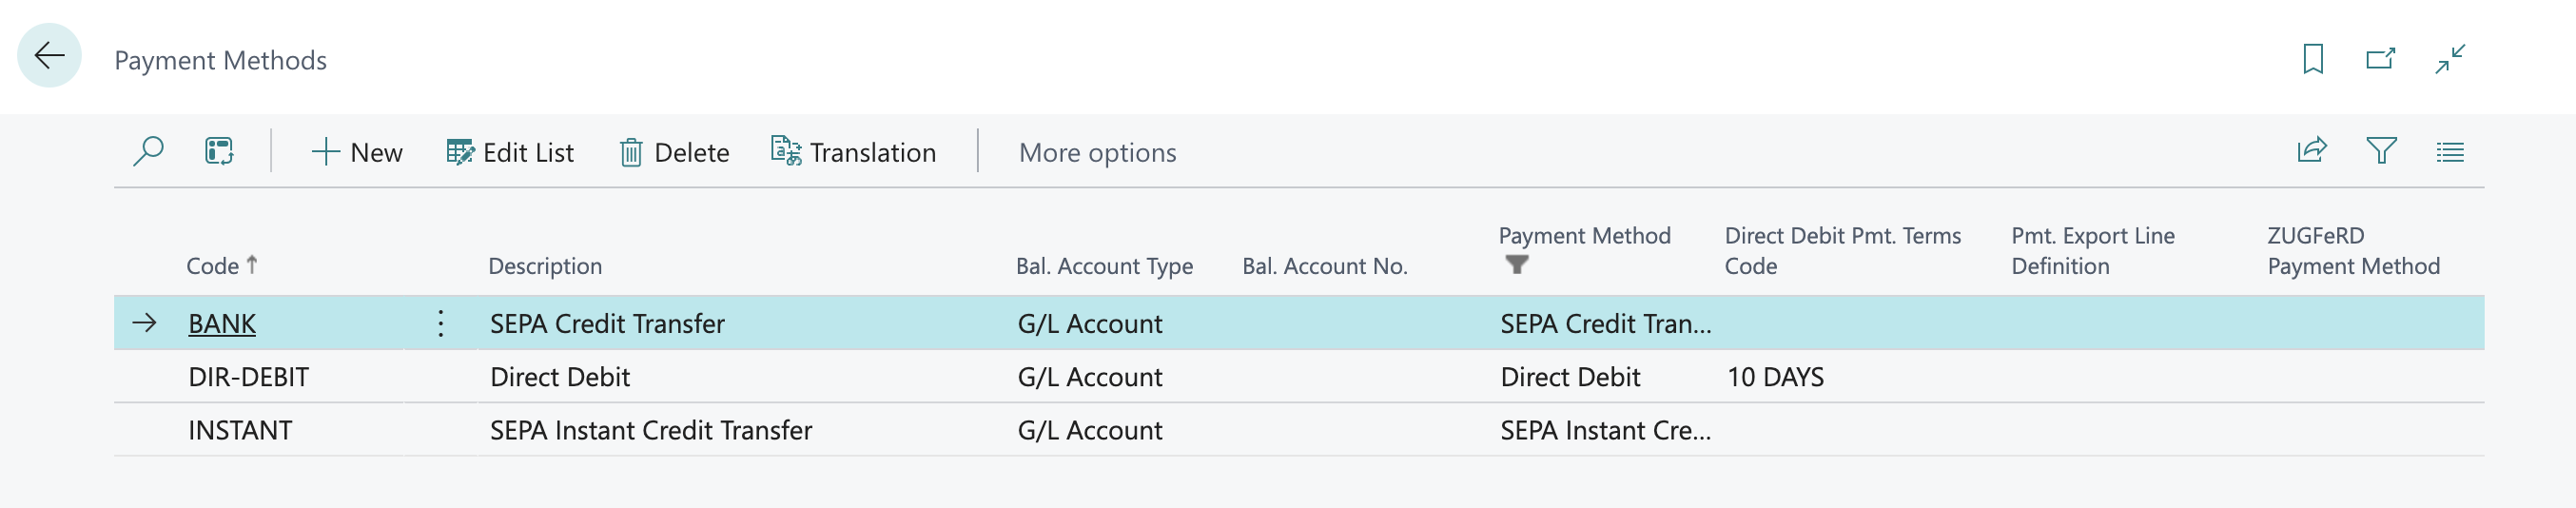 Payment Methods
New Edit List Delete Translation More options
Code Description Bal. Account Type Bal. Account No. Payment Method Direct Debit Pmt. Terms Code Pmt. Export Line Definition ZUGFeRD Payment Method
BANK SEPA Credit Transfer G/L Account SEPA Credit Tran...
DIR-DEBIT Direct Debit G/L Account Direct Debit 10 DAYS
INSTANT SEPA Instant Credit Transfer G/L Account SEPA Instant Cre...